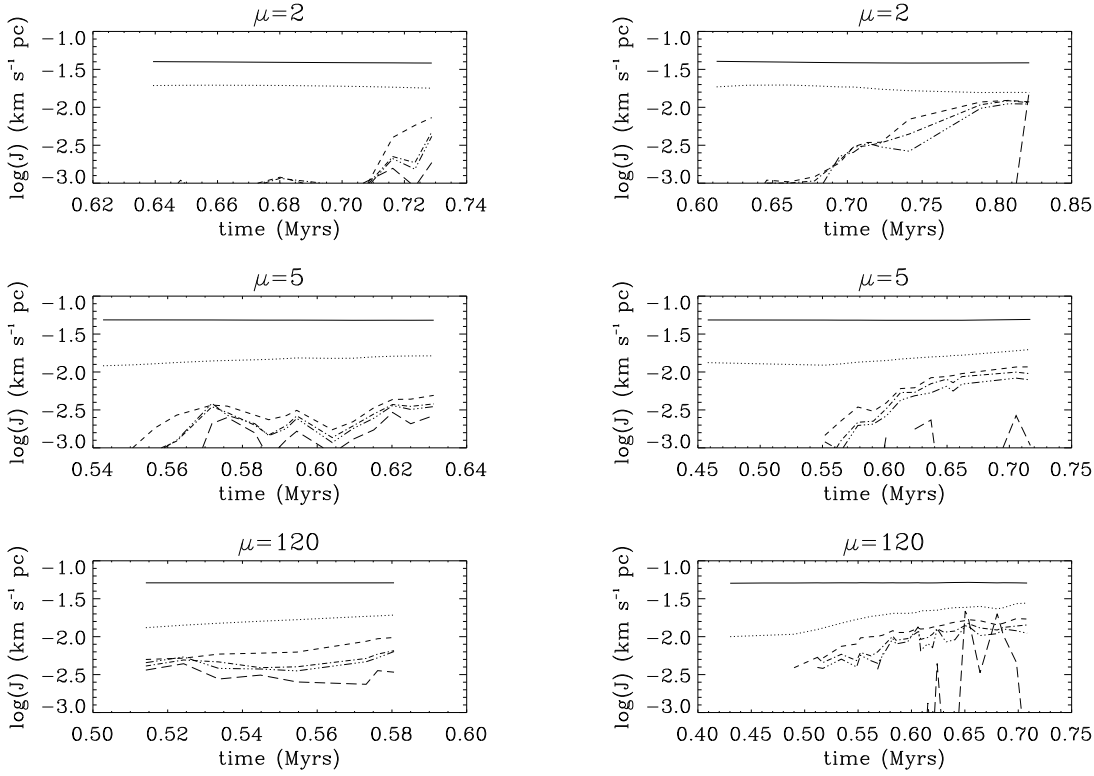 μ=2
log(J) (km s⁻¹ pc)
−1.0
−1.5
−2.0
−2.5
−3.0
0.62 0.64 0.66 0.68 0.70 0.72 0.74
time (Myrs)
μ=2
log(J) (km s⁻¹ pc)
−1.0
−1.5
−2.0
−2.5
−3.0
0.60 0.65 0.70 0.75 0.80 0.85
time (Myrs)
μ=5
log(J) (km s⁻¹ pc)
−1.0
−1.5
−2.0
−2.5
−3.0
0.54 0.56 0.58 0.60 0.62 0.64
time (Myrs)
μ=5
log(J) (km s⁻¹ pc)
−1.0
−1.5
−2.0
−2.5
−3.0
0.45 0.50 0.55 0.60 0.65 0.70 0.75
time (Myrs)
μ=120
log(J) (km s⁻¹ pc)
−1.0
−1.5
−2.0
−2.5
−3.0
0.50 0.52 0.54 0.56 0.58 0.60
time (Myrs)
μ=120
log(J) (km s⁻¹ pc)
−1.0
−1.5
−2.0
−2.5
−3.0
0.40 0.45 0.50 0.55 0.60 0.65 0.70 0.75
time (Myrs)